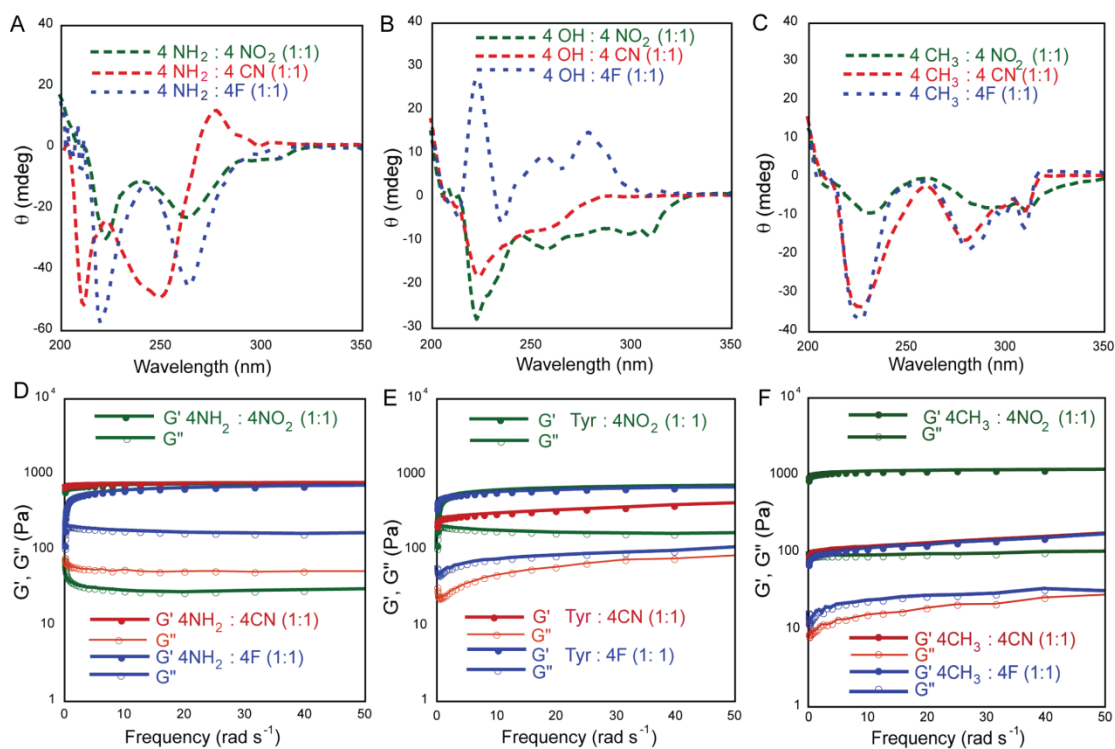 A
4 NH₂ : 4 NO₂ (1:1)
4 NH₂ : 4 CN (1:1)
4 NH₂ : 4F (1:1)
θ (mdeg)
40
20
0
-20
-40
-60
200
250
300
350
Wavelength (nm)
B
4 OH : 4 NO₂ (1:1)
4 OH : 4 CN (1:1)
4 OH : 4F (1:1)
θ (mdeg)
40
30
20
10
0
-10
-20
-30
200
250
300
350
Wavelength (nm)
C
4 CH₃ : 4 NO₂ (1:1)
4 CH₃ : 4 CN (1:1)
4 CH₃ : 4F (1:1)
θ (mdeg)
40
30
20
10
0
-10
-20
-30
-40
200
250
300
350
Wavelength (nm)
D
G' 4NH₂ : 4NO₂ (1:1)
G"
G' 4NH₂ : 4CN (1:1)
G"
G' 4NH₂ : 4F (1:1)
G"
G', G" (Pa)
10⁴
1000
100
10
1
0
10
20
30
40
50
Frequency (rad s⁻¹)
E
G' Tyr : 4NO₂ (1: 1)
G"
G' Tyr : 4CN (1:1)
G"
G' Tyr : 4F (1: 1)
G"
G', G" (Pa)
10⁴
1000
100
10
1
0
10
20
30
40
50
Frequency (rad s⁻¹)
F
G' 4CH₃ : 4NO₂ (1:1)
G"
G' 4CH₃ : 4CN (1:1)
G"
G' 4CH₃ : 4F (1:1)
G"
G', G" (Pa)
10⁴
1000
100
10
1
0
10
20
30
40
50
Frequency (rad s⁻¹)